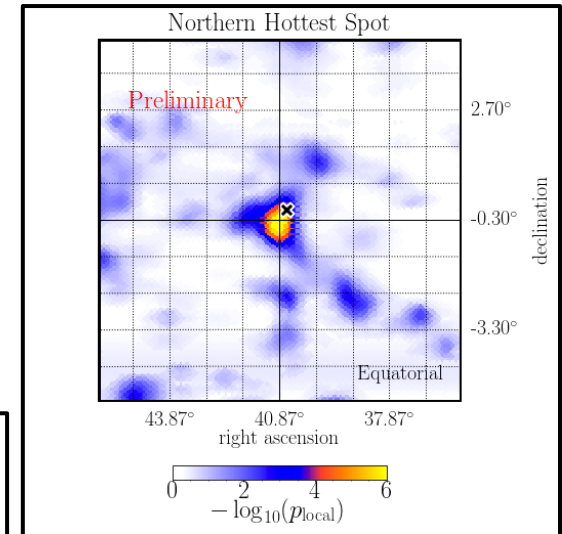 Northern Hottest Spot
Preliminary
2.70°
-0.30°
-3.30°
declination
Equatorial
43.87° 40.87° 37.87°
right ascension
0 2 4 6
− log₁₀(p_local)